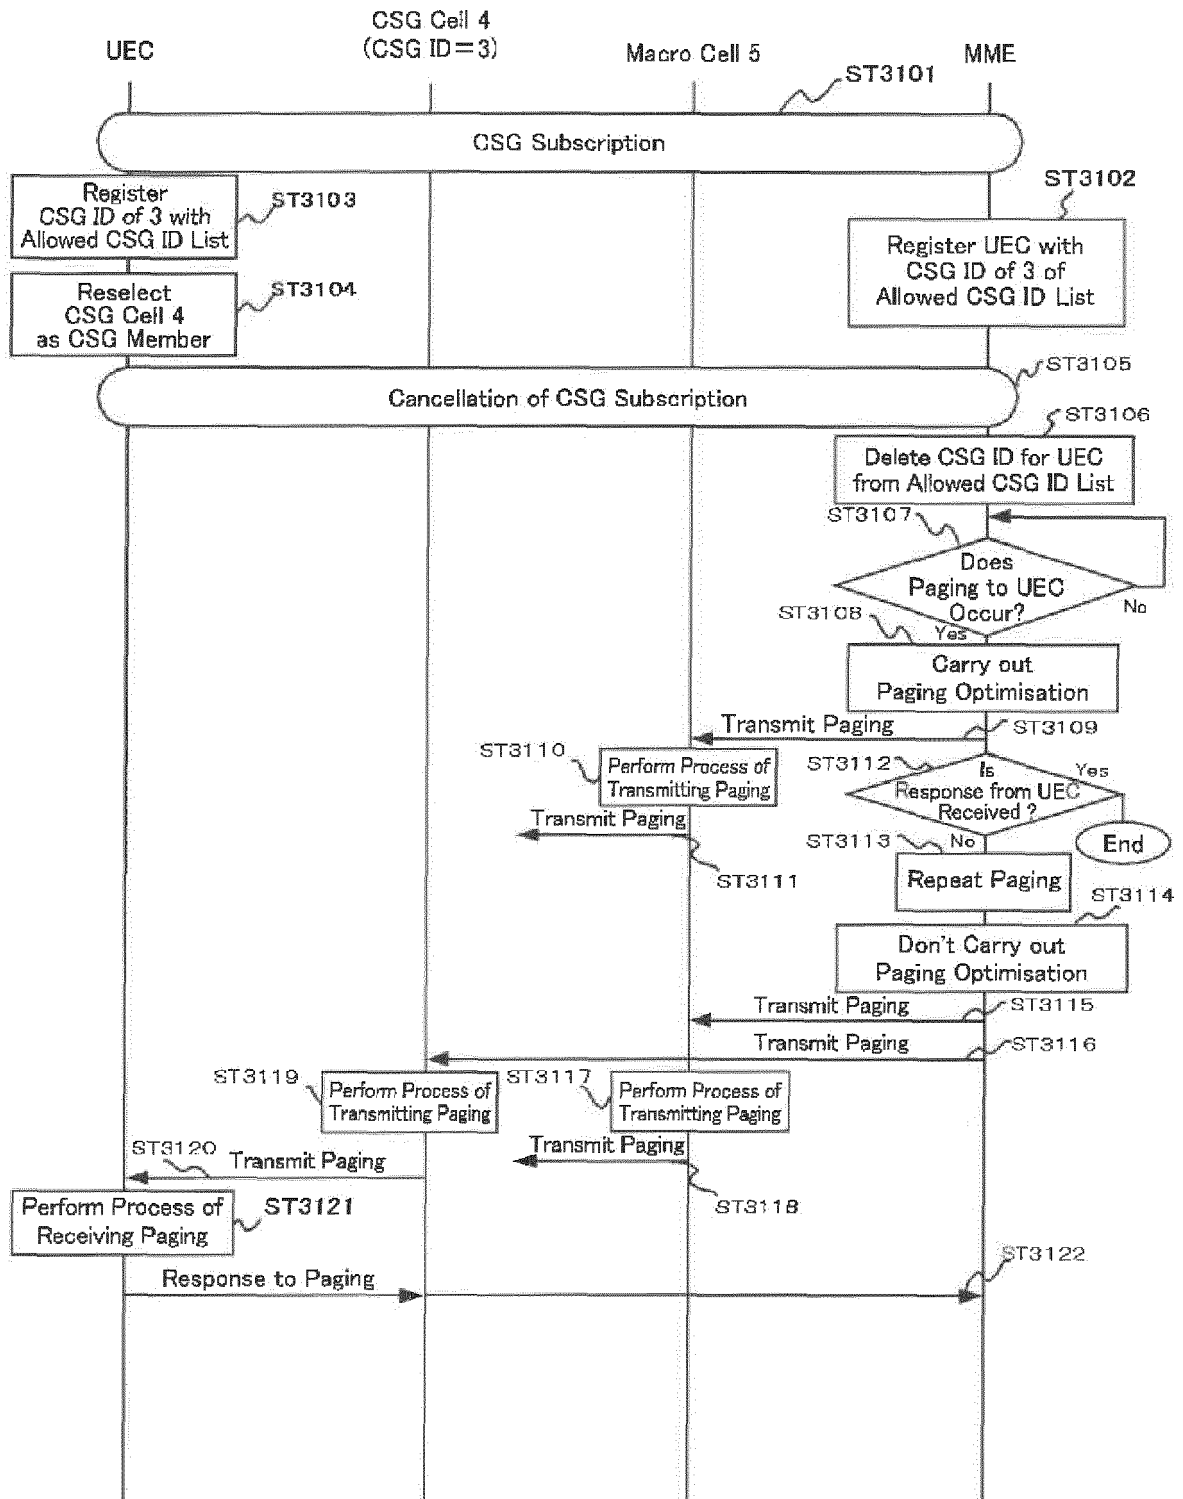 UEC
CSG Cell 4
(CSG ID=3)
Macro Cell 5
MME
ST3101
CSG Subscription
Register
CSG ID of 3 with
Allowed CSG ID List
ST3103
ST3102
Register UEC with
CSG ID of 3 of
Allowed CSG ID List
Reselect
CSG Cell 4
as CSG Member
ST3104
ST3105
Cancellation of CSG Subscription
ST3106
Delete CSG ID for UEC
from Allowed CSG ID List
ST3107
Does
Paging to UEC
Occur?
No
Yes
ST3108
Carry out
Paging Optimisation
Transmit Paging
ST3109
ST3110
Perform Process of
Transmitting Paging
ST3112
Is
Response from UEC
Received ?
Yes
Transmit Paging
ST3111
No
End
ST3113
Repeat Paging
ST3114
Don't Carry out
Paging Optimisation
Transmit Paging
ST3115
Transmit Paging
ST3116
ST3119
Perform Process of
Transmitting Paging
ST3117
Perform Process of
Transmitting Paging
Transmit Paging
ST3118
ST3120
Transmit Paging
Perform Process of
Receiving Paging
ST3121
Response to Paging
ST3122